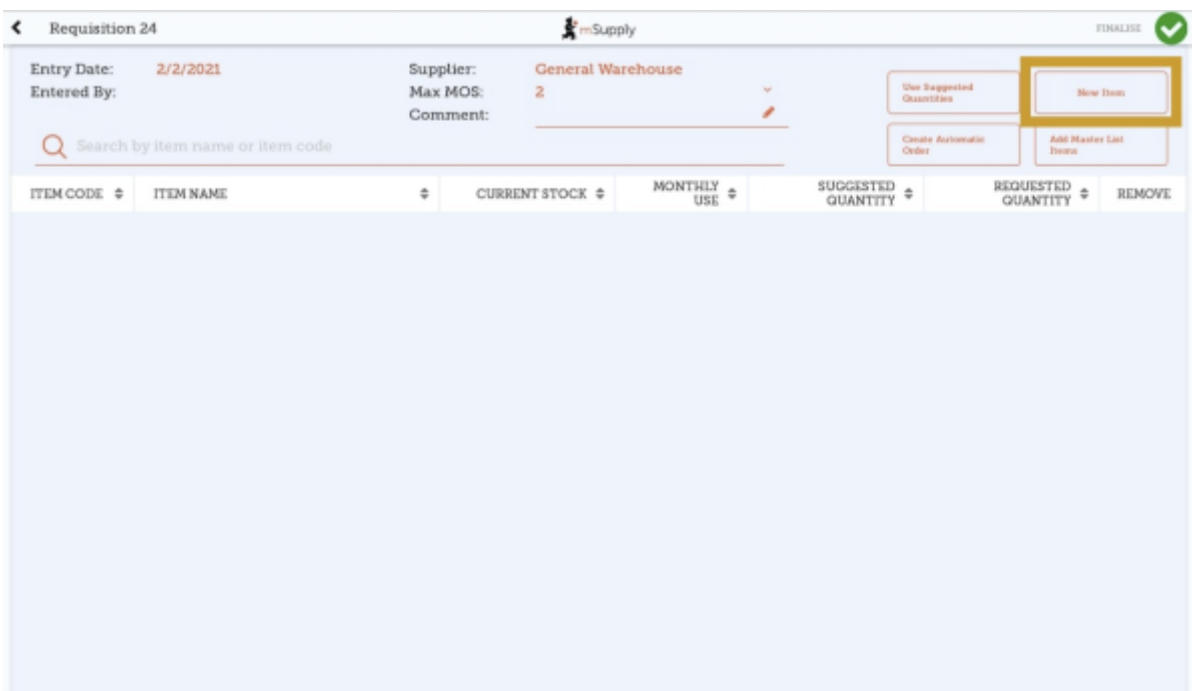 Requisition 24
mSupply
FINALISE
Entry Date: 2/2/2021
Entered By:
Supplier: General Warehouse
Max MOS: 2
Comment:
Use Suggested
Quantities
New Item
Create Automatic
Order
Add Master List
Items
Search by item name or item code
ITEM CODE ITEM NAME CURRENT STOCK MONTHLY USE SUGGESTED QUANTITY REQUESTED QUANTITY REMOVE